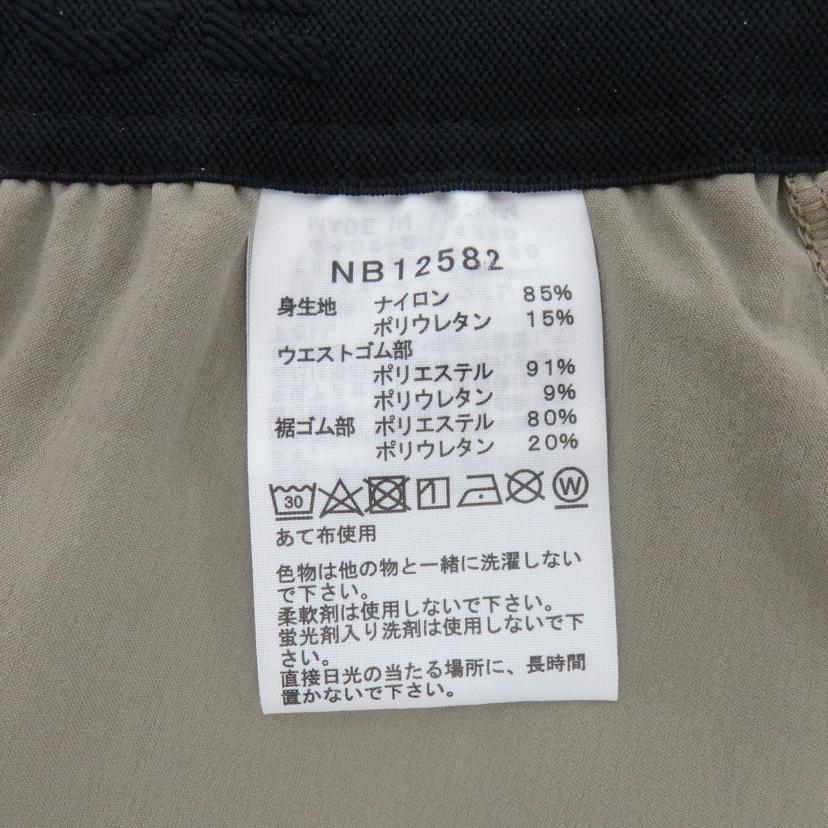 NB12582
身生地 ナイロン 85%
ポリウレタン 15%
ウエストゴム部
ポリエステル 91%
ポリウレタン 9%
裾ゴム部 ポリエステル 80%
ポリウレタン 20%
30 W
あて布使用
色物は他の物と一緒に洗濯しない
で下さい。
柔軟剤は使用しないで下さい。
蛍光剤入り洗剤は使用しないで下
さい。
直接日光の当たる場所に、長時間
置かないで下さい。